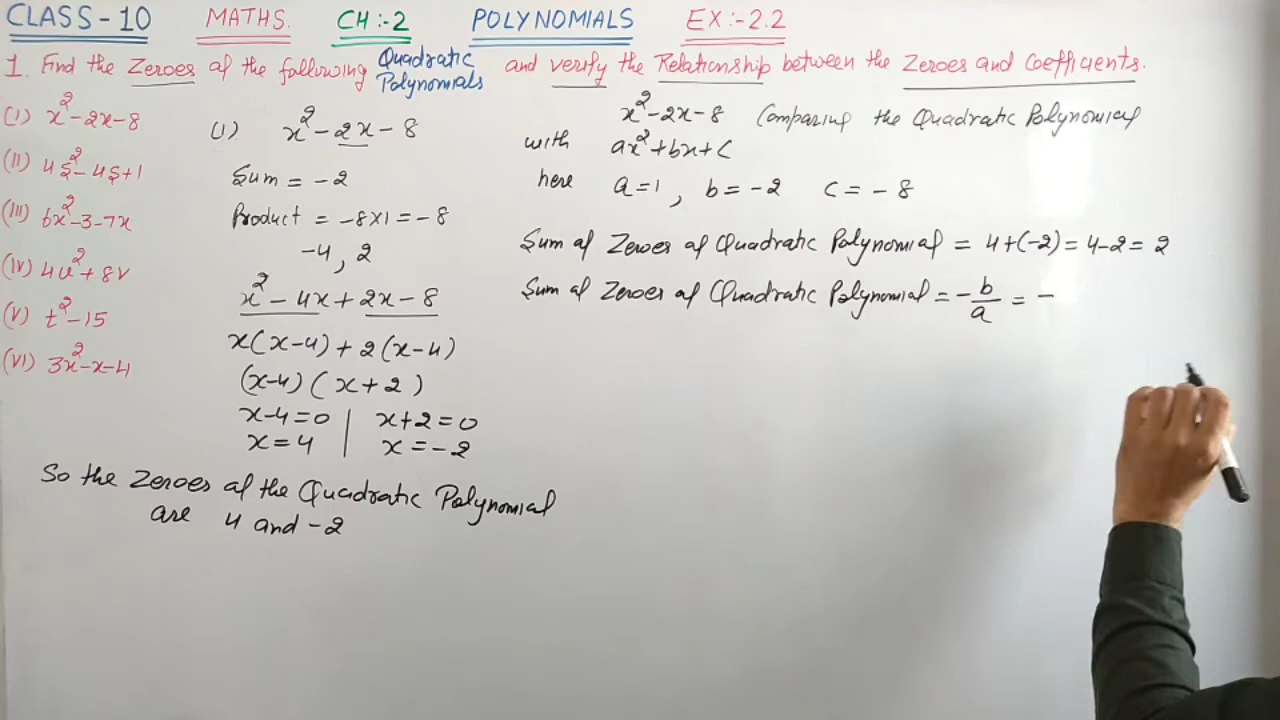 CLASS-10 MATHS. CH:-2 POLYNOMIALS EX:-2.2
1. Find the Zeroes of the following Quadratic Polynomials and verify the Relationship between the Zeroes and Coefficients.
(I) x²-2x-8
(II) 4s²-4s+1
(III) 6x²-3-7x
(IV) 4u²+8v
(V) t²-15
(VI) 3x²-x-4
(1) x²-2x-8
Sum = -2
Product = -8×1=-8
-4, 2
x²-4x+2x-8
x(x-4)+2(x-4)
(x-4)(x+2)
x-4=0 | x+2=0
x=4 | x=-2
So the Zeroes of the Quadratic Polynomial
are 4 and -2
x²-2x-8 Comparing the Quadratic Polynomial
with ax²+bx+c
here a=1, b=-2 c=-8
Sum of Zeroes of Quadratic Polynomial = 4+(-2)=4-2=2
Sum of Zeroes of Quadratic Polynomial = -b/a = -